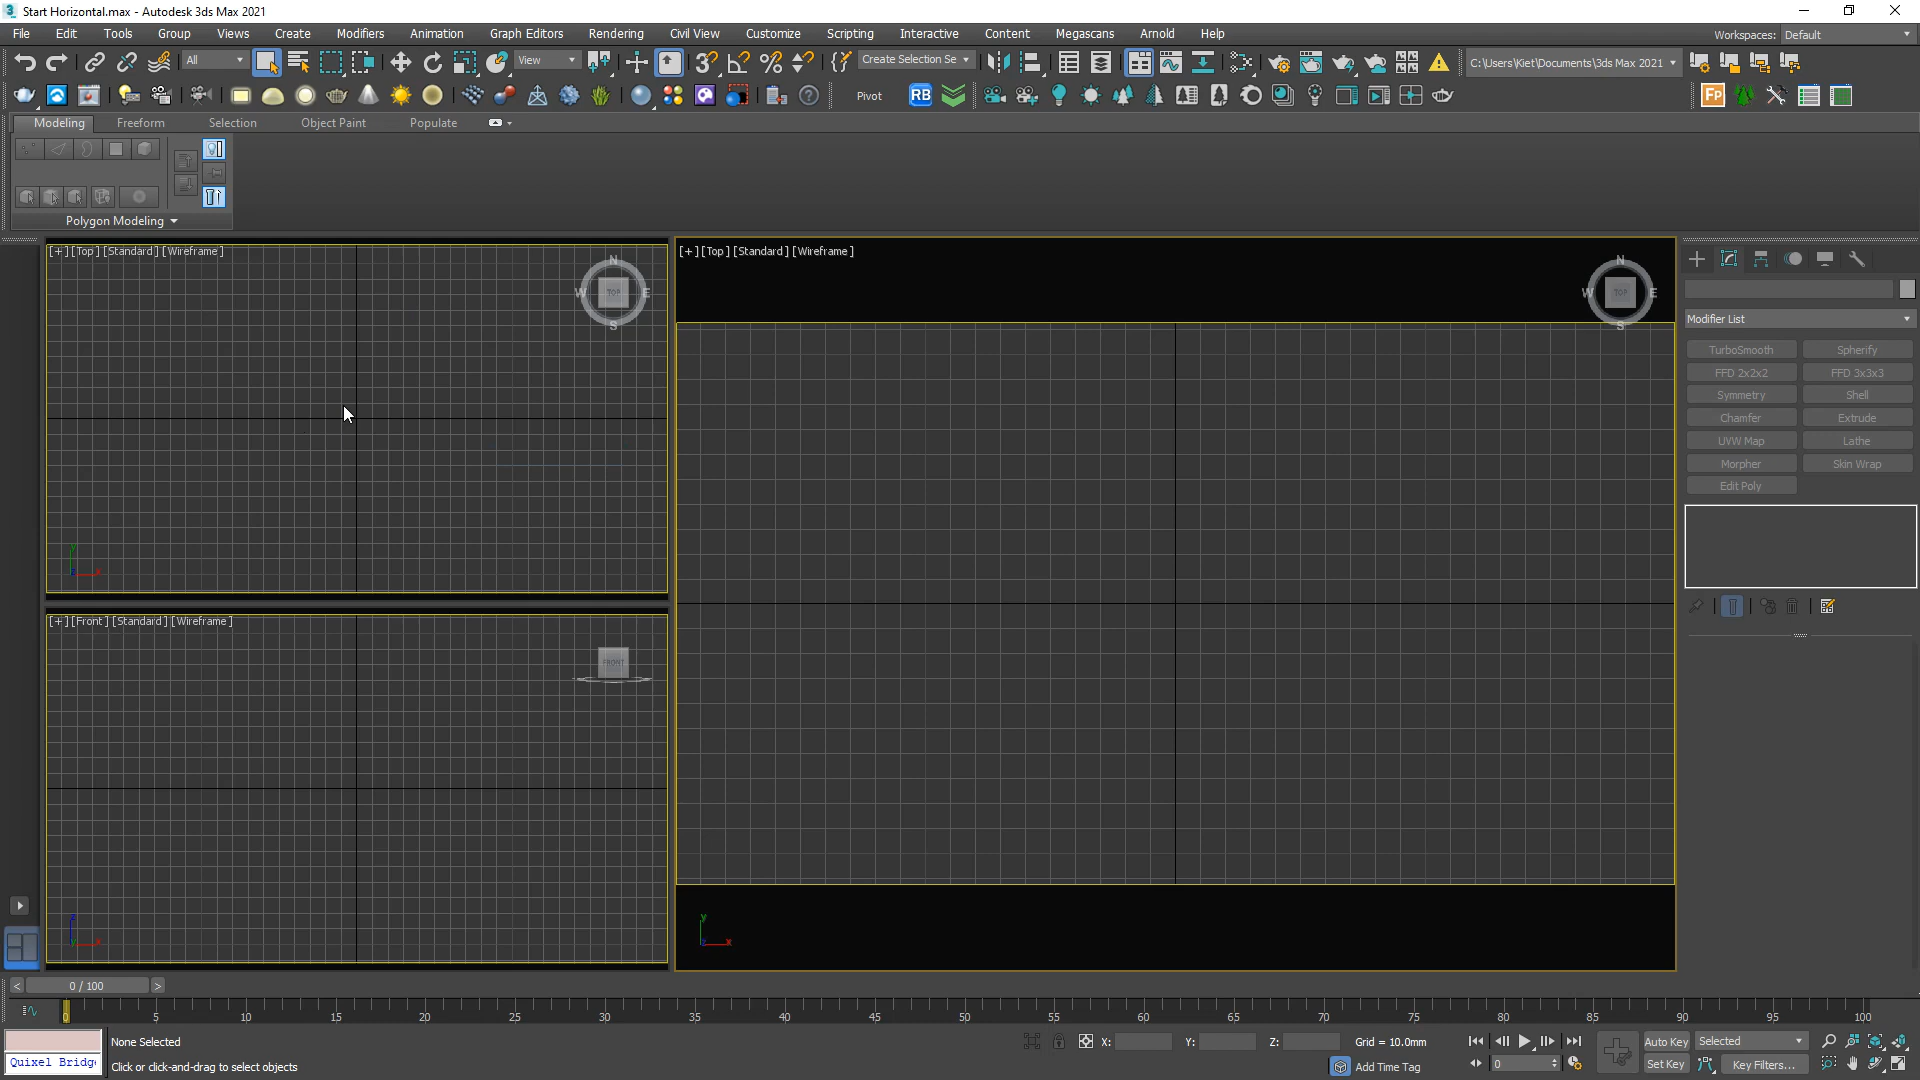 Start Horizontal.max - Autodesk 3ds Max 2021
File Edit Tools Group Views Create Modifiers Animation Graph Editors Rendering Civil View Customize Scripting Interactive Content Megascans Arnold Help Workspaces: Default
All View Create Selection Se C:\Users\Kiet\Documents\3ds Max 2021
Pivot RB Fp
Modeling Freeform Selection Object Paint Populate
Polygon Modeling
[+] [Top] [Standard] [Wireframe]
N
W TOP E
S
[+] [Top] [Standard] [Wireframe]
N
W TOP E
S
Modifier List
TurboSmooth Spherify
FFD 2x2x2 FFD 3x3x3
Symmetry Shell
Chamfer Extrude
UVW Map Lathe
Morpher Skin Wrap
Edit Poly
y
z x
[+] [Front] [Standard] [Wireframe]
FRONT
z
y x
y
z x
< 0 / 100 >
0 5 10 15 20 25 30 35 40 45 50 55 60 65 70 75 80 85 90 95 100
None Selected X: Y: Z: Grid = 10.0mm Auto Key Selected
Quixel Bridge Click or click-and-drag to select objects Add Time Tag 0 Set Key Key Filters...